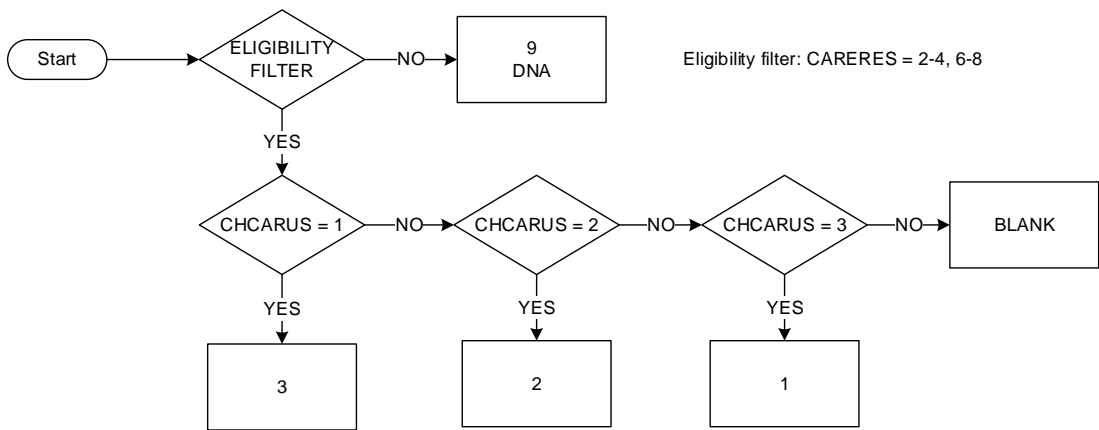 Start
ELIGIBILITY
FILTER
NO
9
DNA
Eligibility filter: CARERES = 2-4, 6-8
YES
CHCARUS = 1
NO
CHCARUS = 2
NO
CHCARUS = 3
NO
BLANK
YES
YES
YES
3
2
1